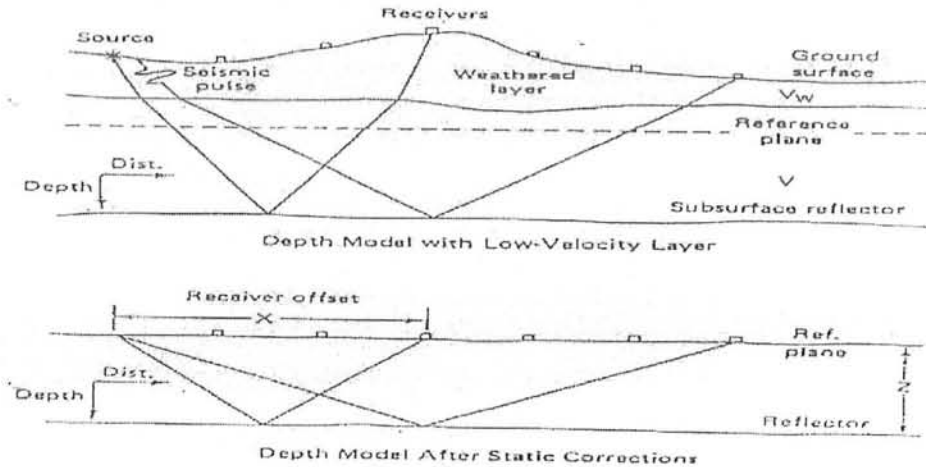 Receivers
Source
Ground
surface
Seismic
pulse
Weathered
layer
Vw
Reference
plane
Dist.
Depth
V
Subsurface reflector
Depth Model with Low-Velocity Layer
Receiver offset
X
Ref.
plane
Dist.
Depth
Z
Reflector
Depth Model After Static Corrections